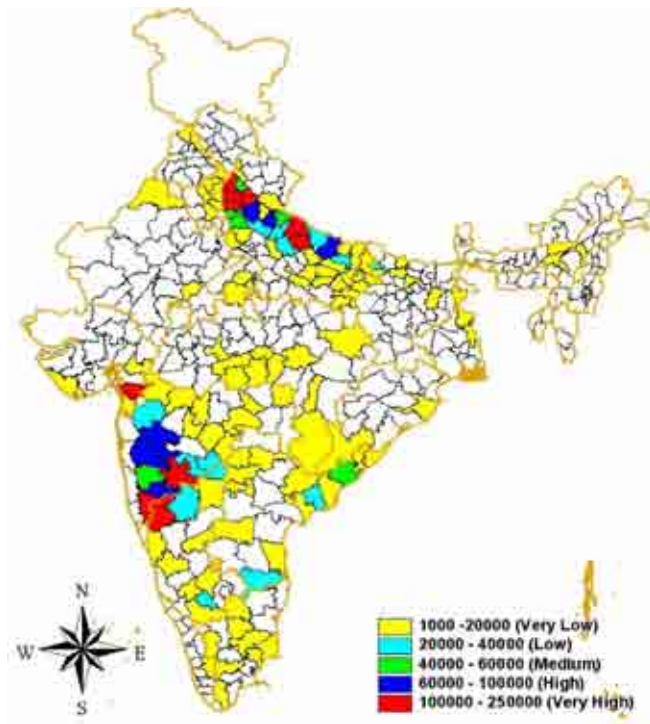 N
W E
S
1000 -20000 (Very Low)
20000 - 40000 (Low)
40000 - 60000 (Medium)
60000 - 100000 (High)
100000 - 250000 (Very High)